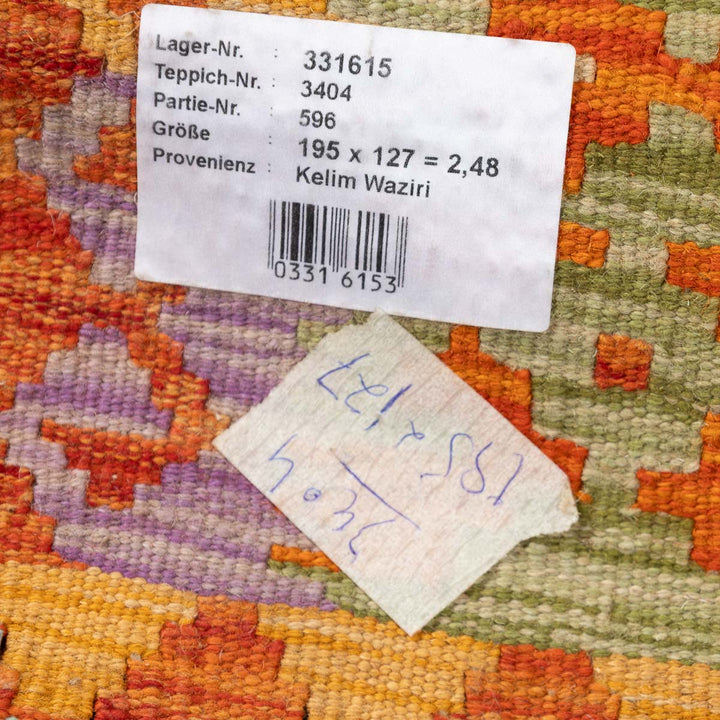 Lager-Nr. : 331615
Teppich-Nr. : 3404
Partie-Nr. 596
Größe : 195 x 127 = 2,48
Provenienz : Kelim Waziri
0331 6153
195 x 127
3404